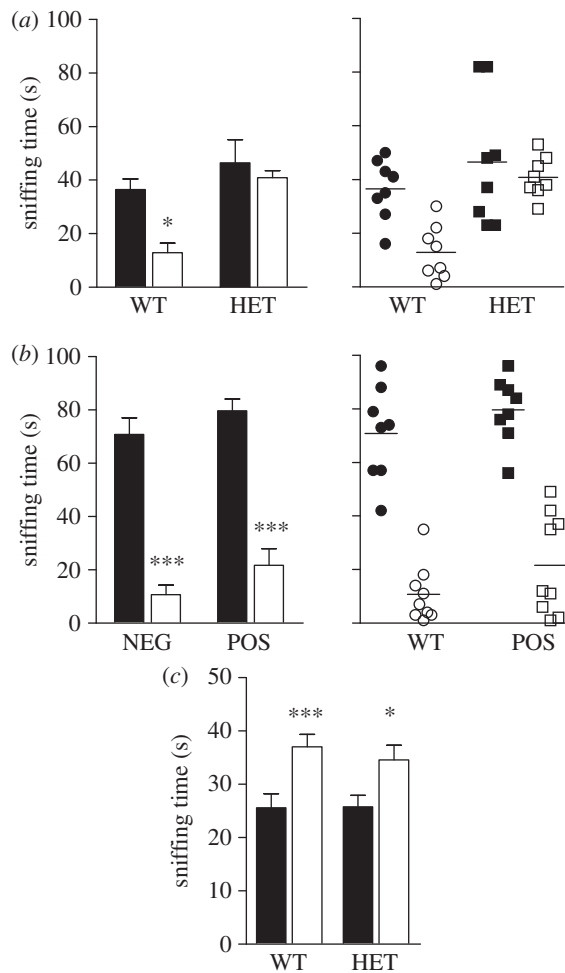 (a)
100
80
60
40
20
0
sniffing time (s)
*
WT HET
WT HET
(b)
100
80
60
40
20
0
sniffing time (s)
***
***
NEG POS
WT POS
(c)
50
40
30
20
10
0
sniffing time (s)
***
*
WT HET